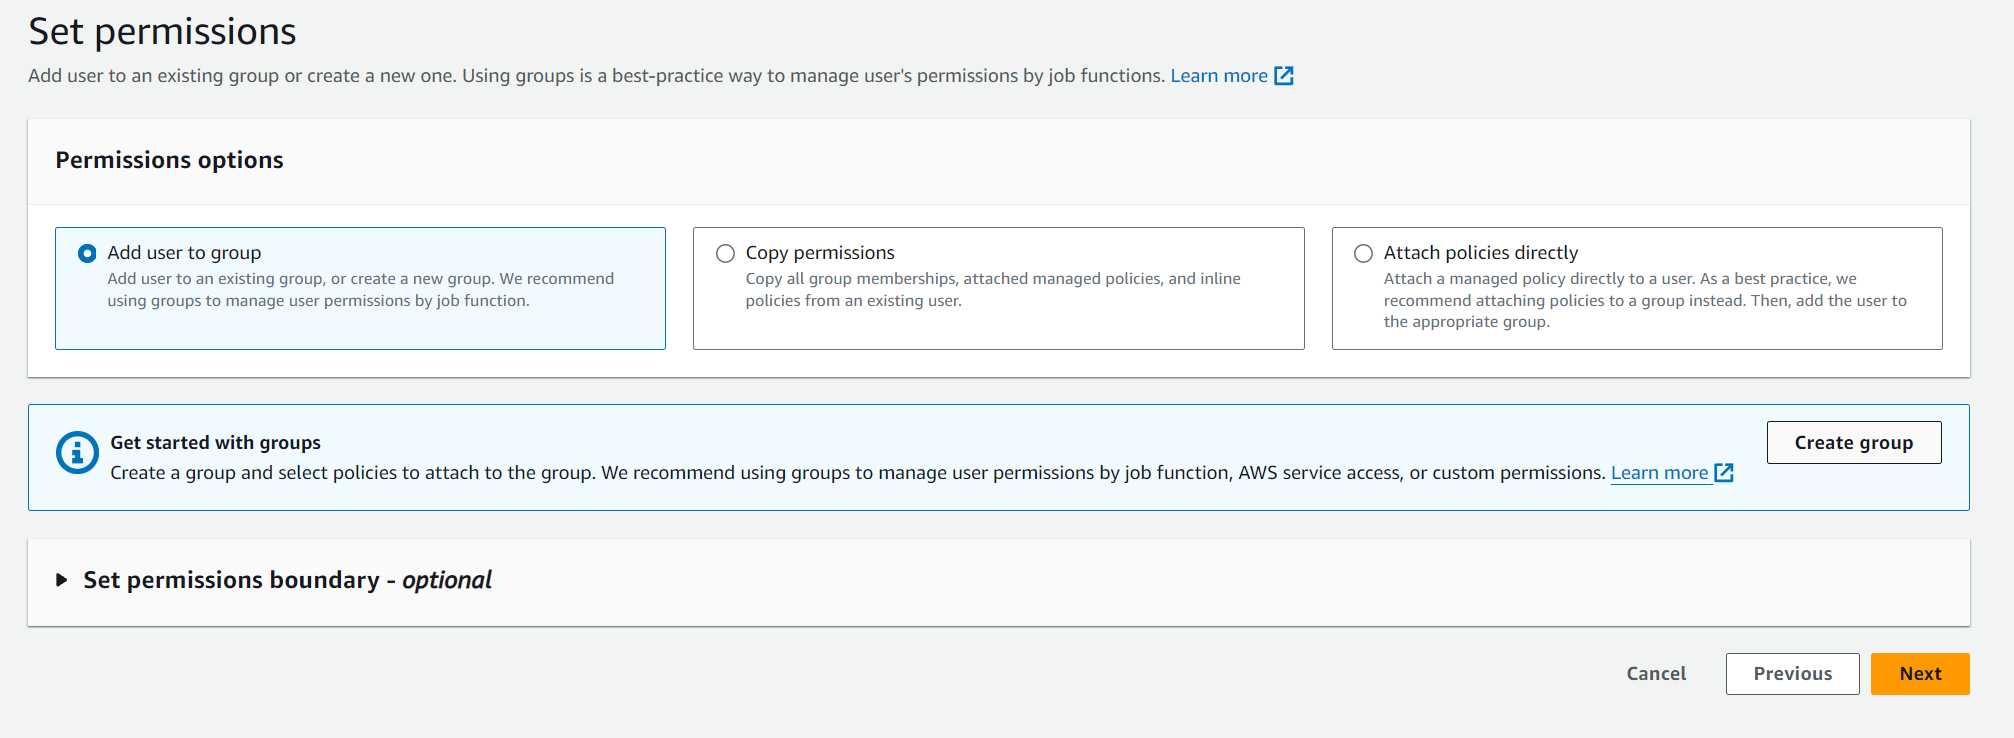 Set permissions
Add user to an existing group or create a new one. Using groups is a best-practice way to manage user's permissions by job functions. Learn more
Permissions options
Add user to group
Add user to an existing group, or create a new group. We recommend
using groups to manage user permissions by job function.
Copy permissions
Copy all group memberships, attached managed policies, and inline
policies from an existing user.
Attach policies directly
Attach a managed policy directly to a user. As a best practice, we
recommend attaching policies to a group instead. Then, add the user to
the appropriate group.
Get started with groups
Create a group and select policies to attach to the group. We recommend using groups to manage user permissions by job function, AWS service access, or custom permissions. Learn more
Create group
Set permissions boundary - optional
Cancel
Previous
Next